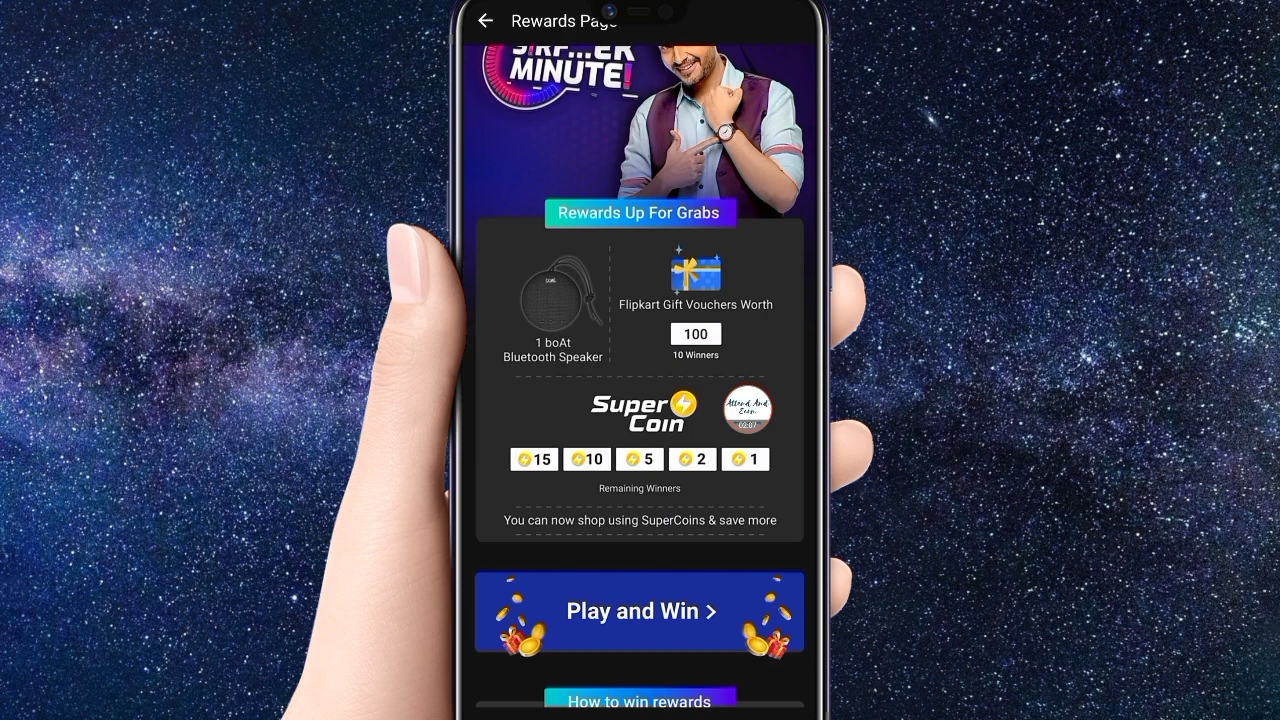 Rewards Page
MINUTE!
Rewards Up For Grabs
boAt
1 boAt
Bluetooth Speaker
Flipkart Gift Vouchers Worth
100
10 Winners
Super
Coin
Attend And
Earn
02:07
15 10 5 2 1
Remaining Winners
You can now shop using SuperCoins & save more
Play and Win >
How to win rewards